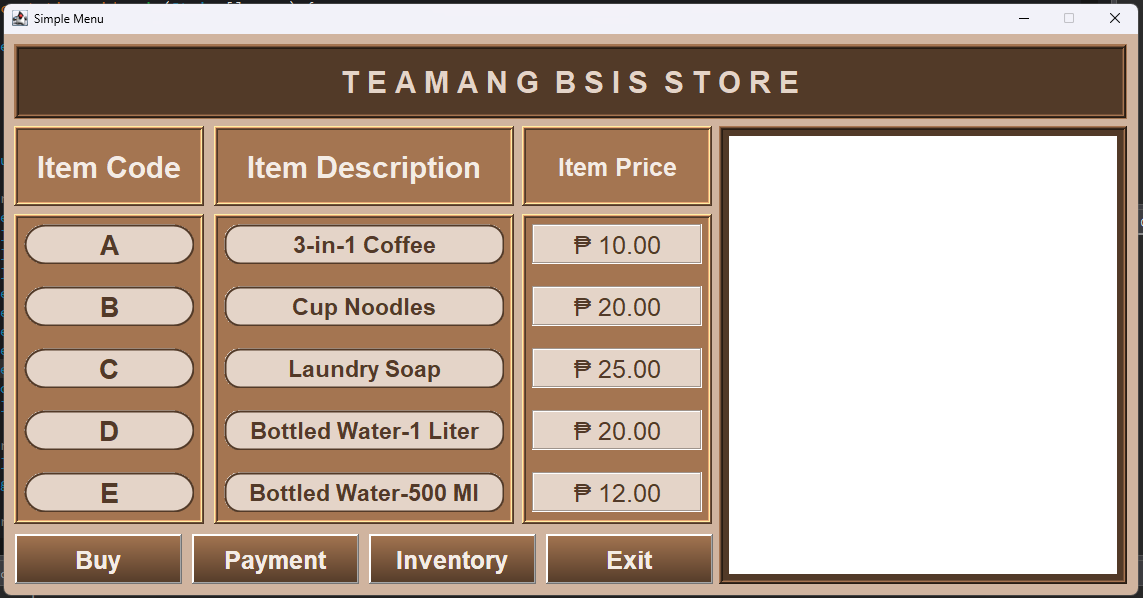 Simple Menu
TEAMANG BSIS STORE
Item Code Item Description Item Price
A 3-in-1 Coffee ₱ 10.00
B Cup Noodles ₱ 20.00
C Laundry Soap ₱ 25.00
D Bottled Water-1 Liter ₱ 20.00
E Bottled Water-500 Ml ₱ 12.00
Buy Payment Inventory Exit